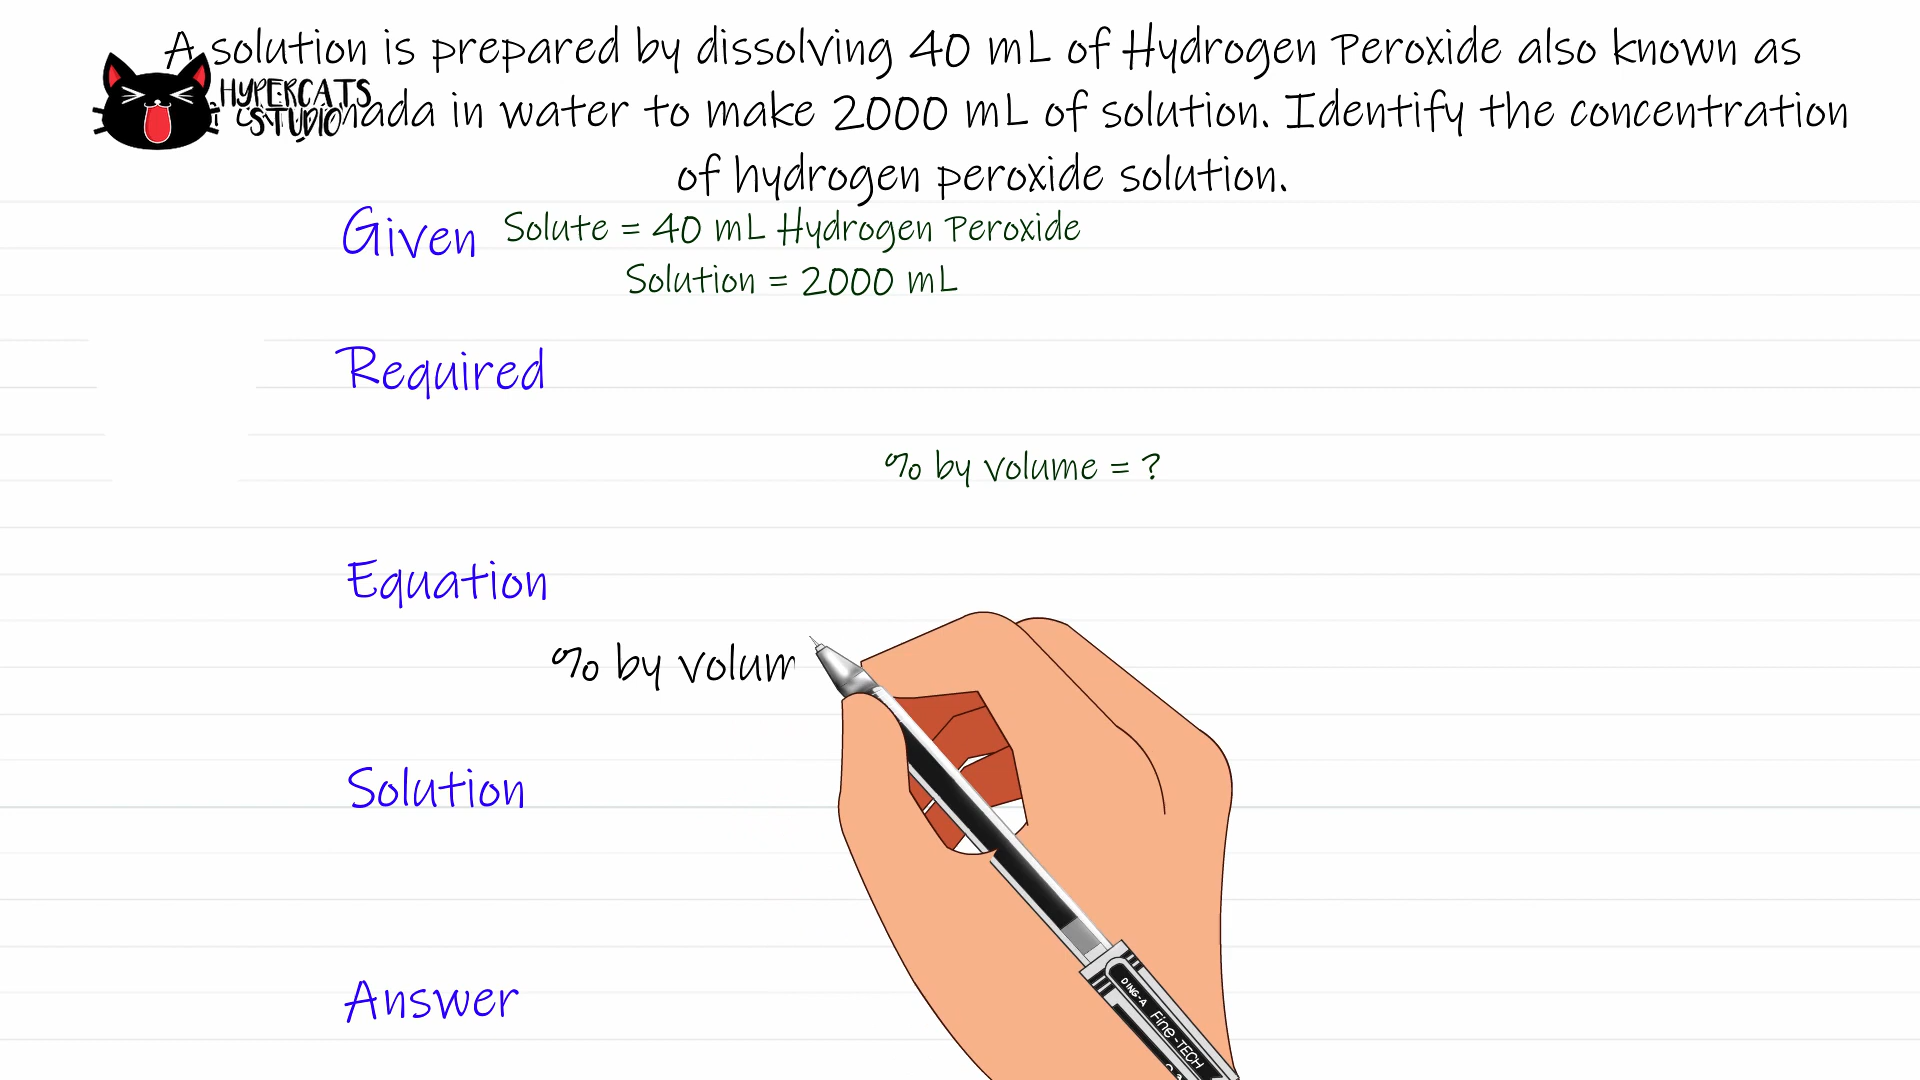 A solution is prepared by dissolving 40 mL of Hydrogen Peroxide also known as
in water to make 2000 mL of solution. Identify the concentration
of hydrogen peroxide solution.
HYPERCATS
STUDIO
Given
Solute = 40 mL Hydrogen Peroxide
Solution = 2000 mL
Required
% by volume = ?
Equation
% by volum
Solution
Answer
DING-A
Fine-TECH